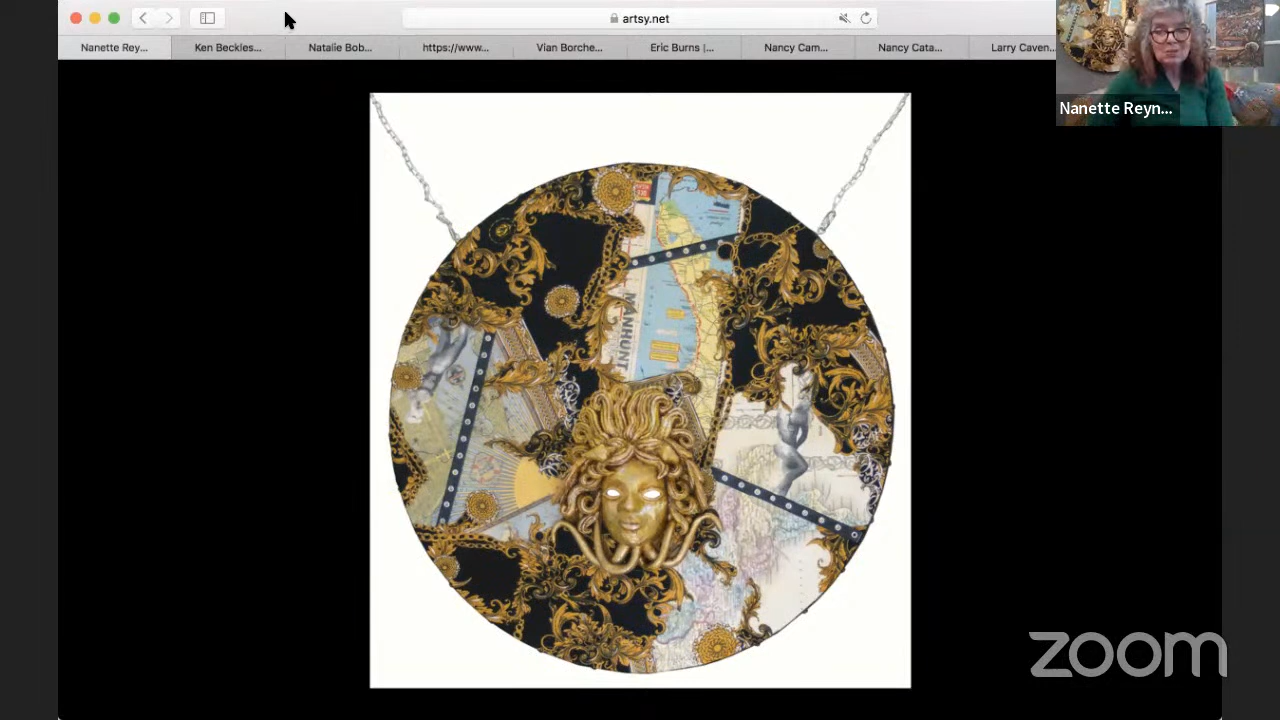 artsy.net
Nanette Rey...
Ken Beckles...
Natalie Bob...
https://www...
Vian Borche...
Eric Burns |...
Nancy Cam...
Nancy Cata...
Larry Caven...
Nanette Reyn...
MANHUNT
zoom